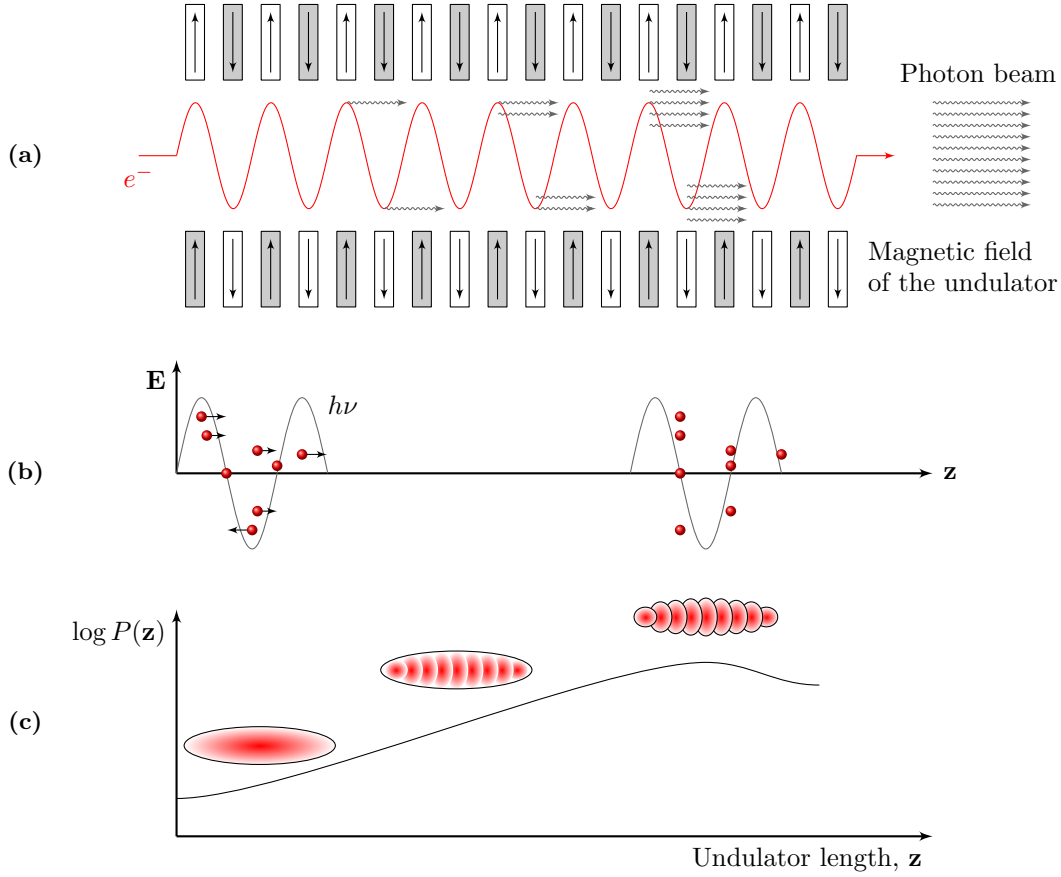 Photon beam
(a)
e⁻
Magnetic field
of the undulator
E
hν
(b)
z
log P(z)
(c)
Undulator length, z